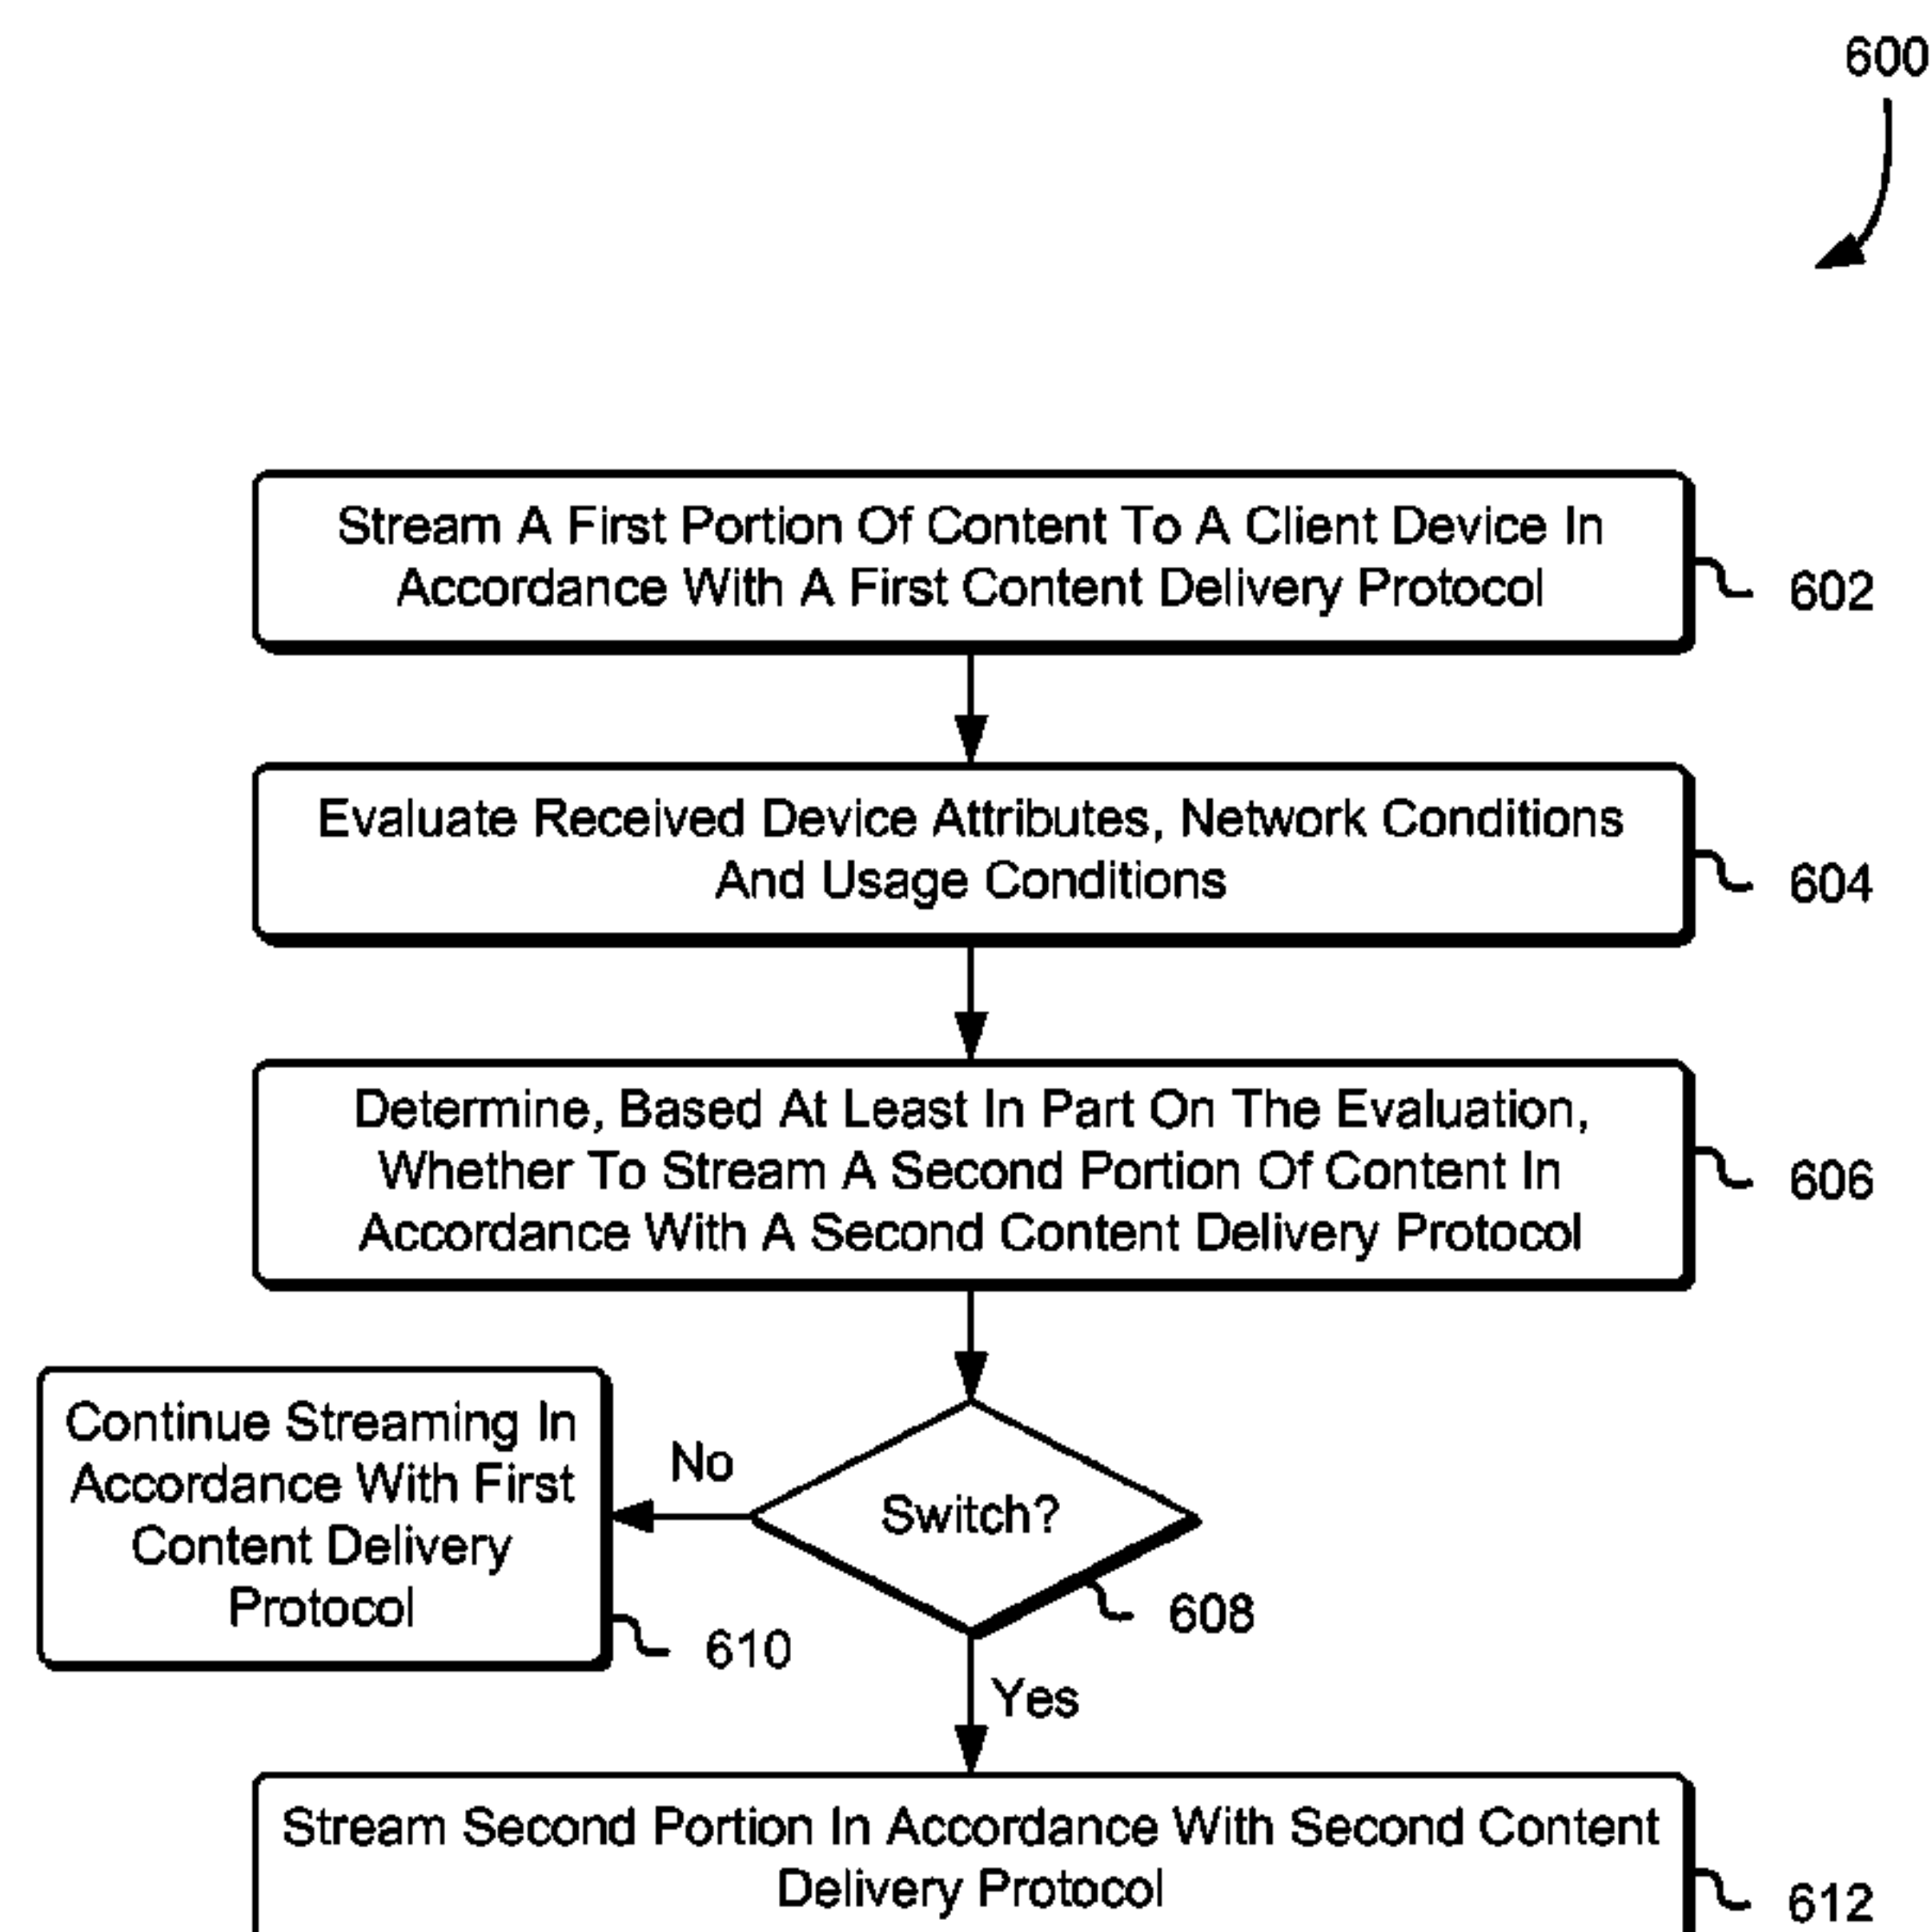 600
Stream A First Portion Of Content To A Client Device In
Accordance With A First Content Delivery Protocol
602
Evaluate Received Device Attributes, Network Conditions
And Usage Conditions
604
Determine, Based At Least In Part On The Evaluation,
Whether To Stream A Second Portion Of Content In
Accordance With A Second Content Delivery Protocol
606
Continue Streaming In
Accordance With First
Content Delivery
Protocol
610
No
Switch?
608
Yes
Stream Second Portion In Accordance With Second Content
Delivery Protocol
612